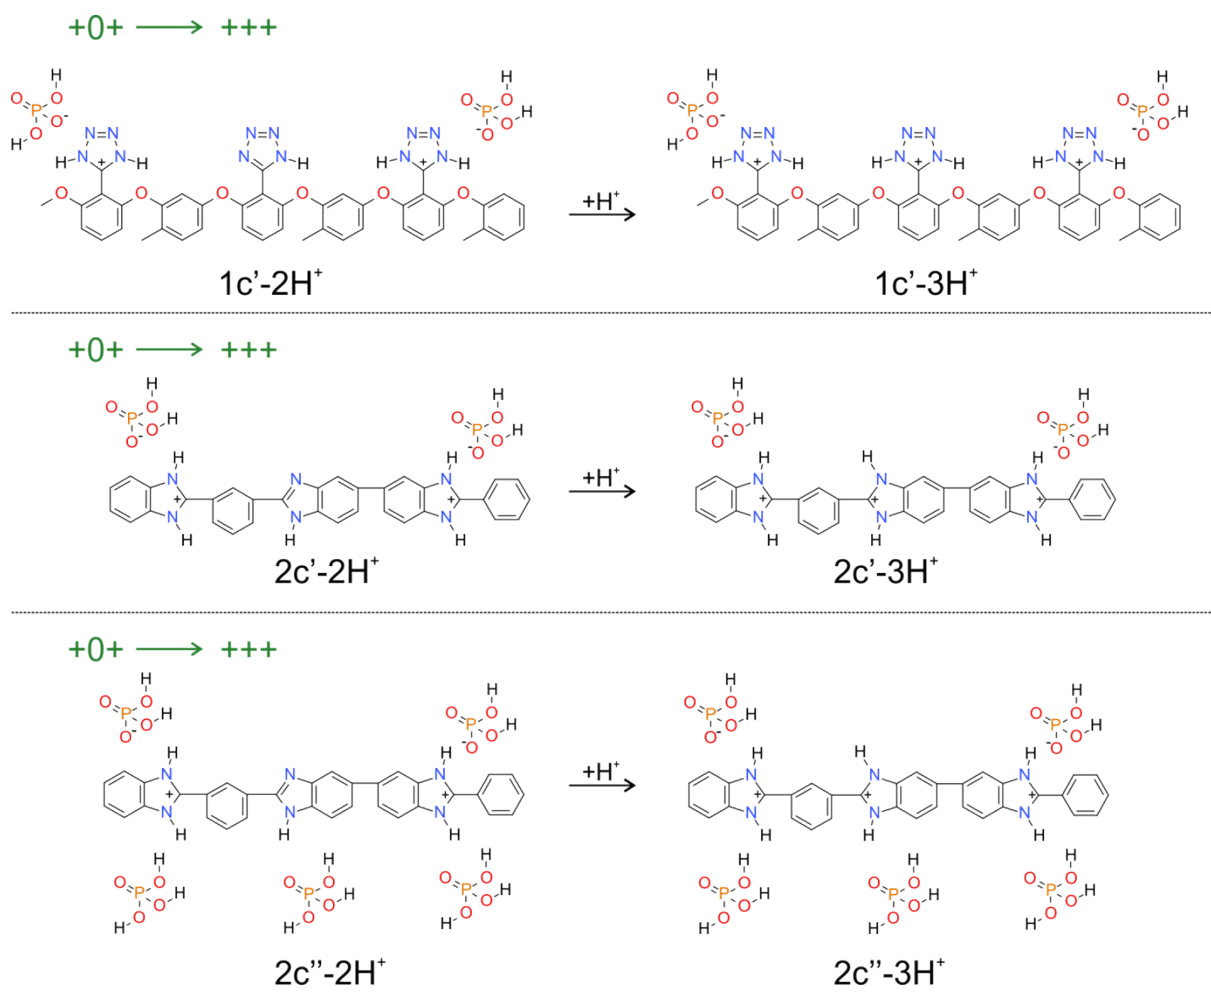 +0+ ⟶ +++
H H
O P O O P O
O⁻ H O O⁻ O H
N N N N N N N N N N N N
H N N H N N H H N N H
+ +
O O O O O O
+H⁺
H H
O P O O P O
O⁻ H O O⁻ O H
N N N N N N N N N N N N
H N N H H N N H H N N H
+ + +
O O O O O O
1c’-2H⁺ 1c’-3H⁺
+0+ ⟶ +++
H H H H
O P O O H O P O O H O P O O H O P O O H
O⁻ O⁻ O⁻ O⁻
H H H H H
N N N N N N
+ + + + +
+H⁺
N N N N N N
H H H H H H
2c’-2H⁺ 2c’-3H⁺
+0+ ⟶ +++
H H H H
O P O O H O P O O H O P O O H O P O O H
O⁻ O⁻ O⁻ O⁻
H H H H H
N N N N N N
+ + + + +
+H⁺
N N N N N N
H H H H H H
H H H H H H
O P O O H O P O O H O P O O H O P O O H O P O O H O P O O H
H O H O H O H O H O H O
2c’’-2H⁺ 2c’’-3H⁺